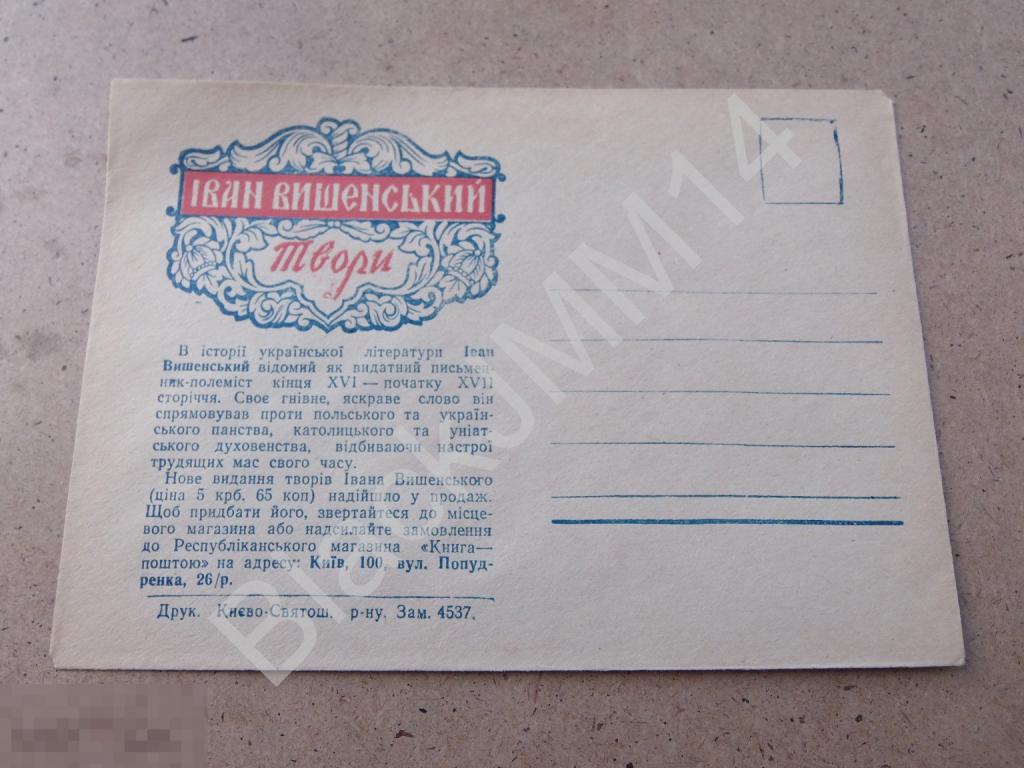 ІВАН ВИШЕНСЬКИЙ
твори
В історії української літератури Іван
Вишенський відомий як видатний письмен-
ник-полеміст кінця XVI — початку XVII
сторіччя. Своє гнівне, яскраве слово він
спрямовував проти польського та україн-
ського панства, католицького та уніат-
ського духовенства, відбиваючи настрої
трудящих мас свого часу.
Нове видання творів Івана Вишенського
(ціна 5 крб. 65 коп) надійшло у продаж.
Щоб придбати його, звертайтеся до місце-
вого магазина або надсилайте замовлення
до Республіканського магазина «Книга—
поштою» на адресу: Київ, 100, вул. Попуд-
ренка, 26/р.
Друк. Києво-Святош. р-ну. Зам. 4537.